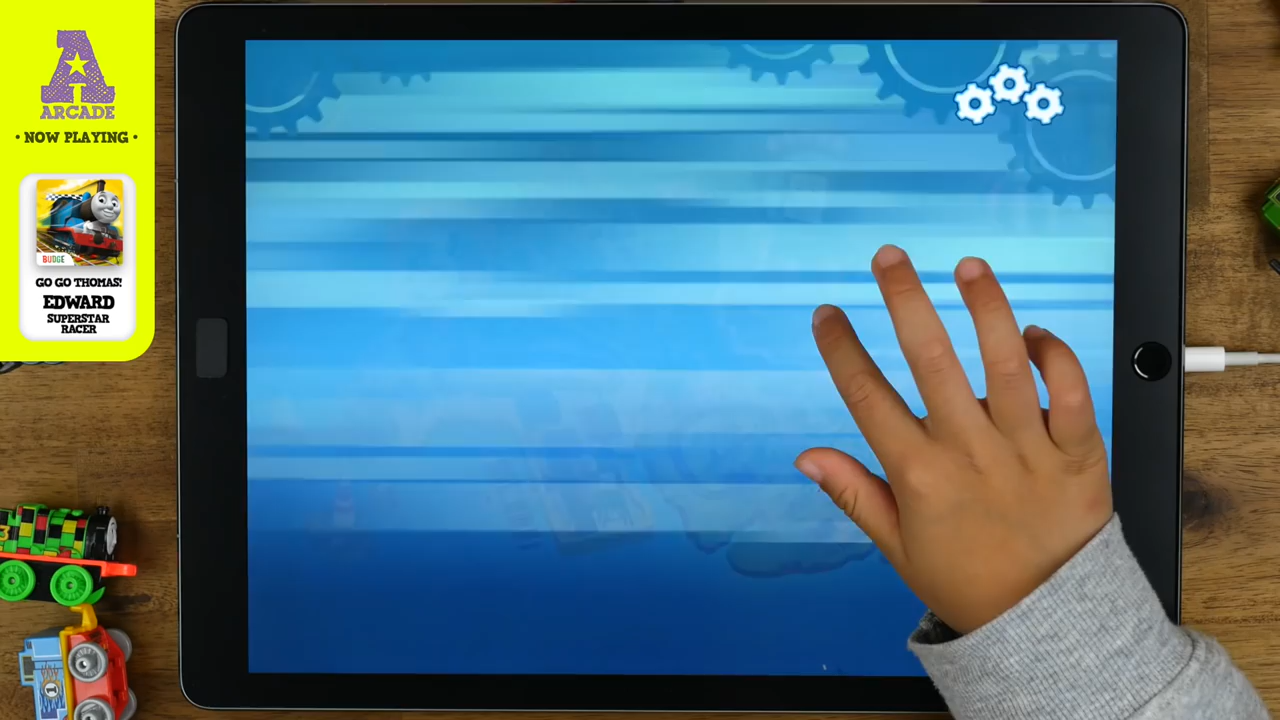 A
ARCADE
• NOW PLAYING •
BUDGE
GO GO THOMAS!
EDWARD
SUPERSTAR
RACER